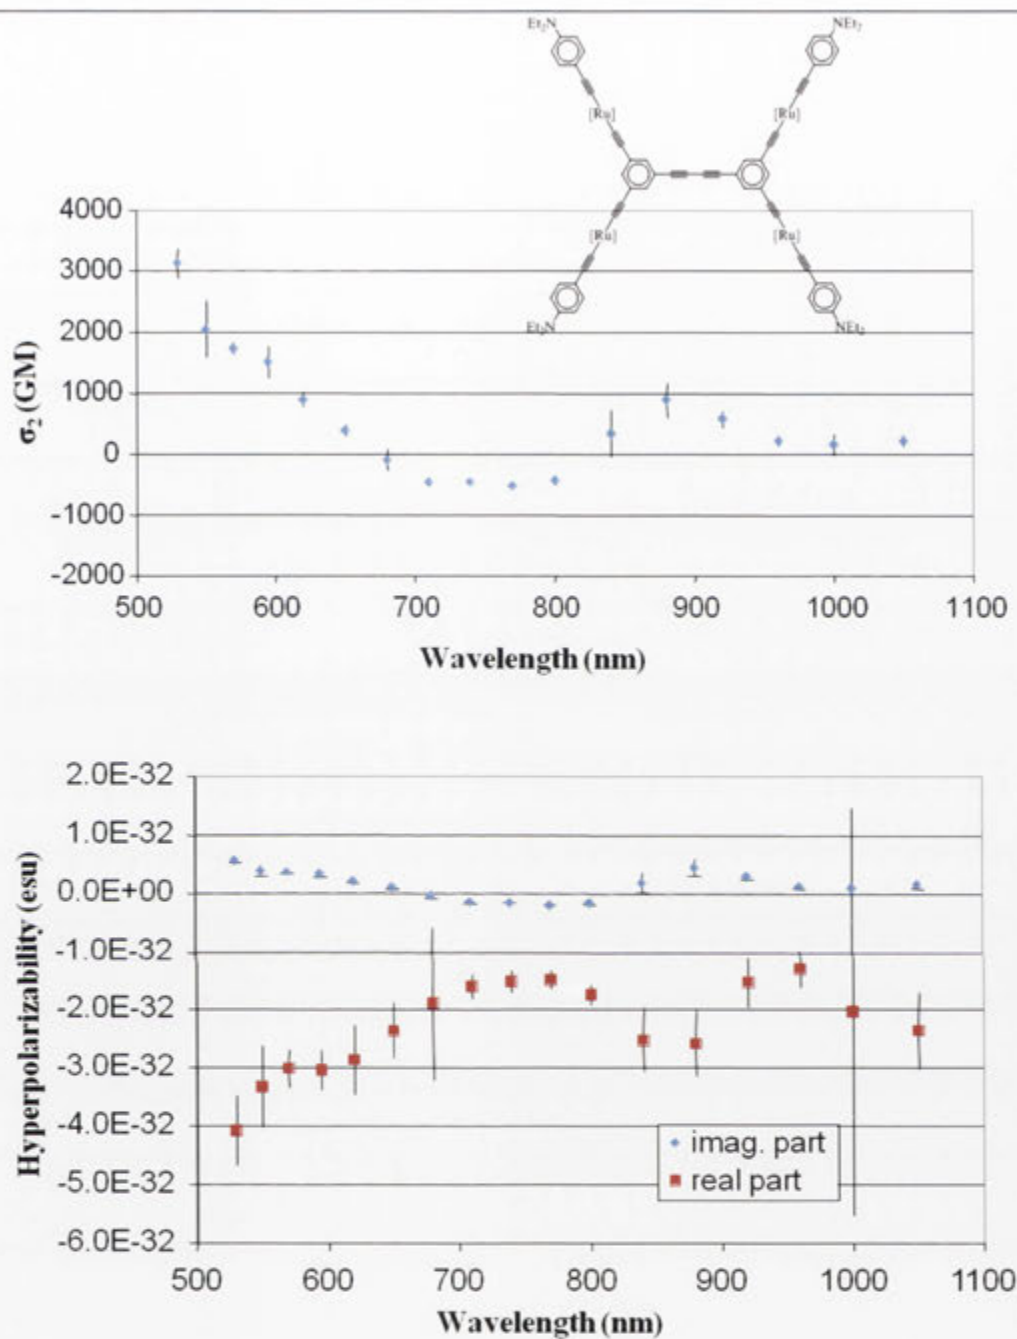 Et₂N NEt₂
[Ru] [Ru]
[Ru] [Ru]
Et₂N NEt₂
4000
3000
2000
1000
0
-1000
-2000
σ₂ (GM)
500 600 700 800 900 1000 1100
Wavelength (nm)
2.0E-32
1.0E-32
0.0E+00
-1.0E-32
-2.0E-32
-3.0E-32
-4.0E-32
-5.0E-32
-6.0E-32
Hyperpolarizability (esu)
imag. part
real part
500 600 700 800 900 1000 1100
Wavelength (nm)